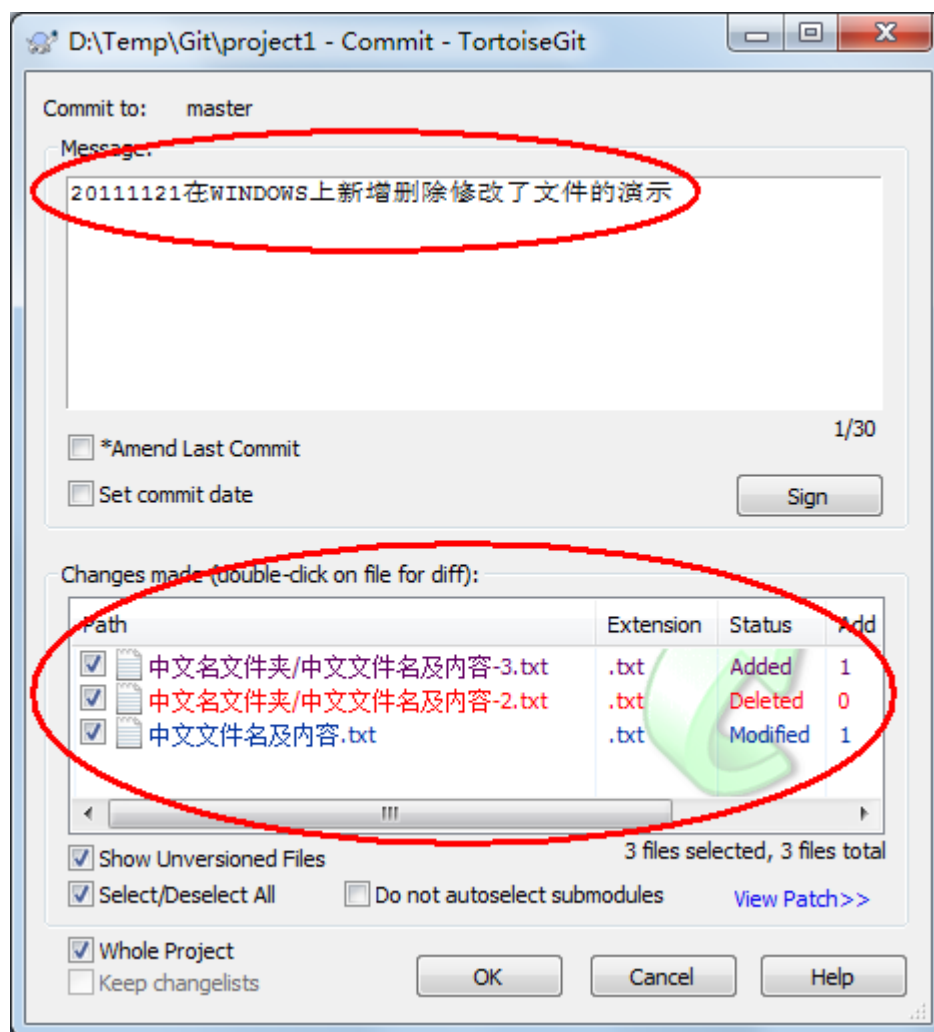 D:\Temp\Git\project1 - Commit - TortoiseGit
Commit to: master
Message:
20111121在WINDOWS上新增删除修改了文件的演示
1/30
*Amend Last Commit
Set commit date
Sign
Changes made (double-click on file for diff):
Path Extension Status Add
中文名文件夹/中文文件名及内容-3.txt .txt Added 1
中文名文件夹/中文文件名及内容-2.txt .txt Deleted 0
中文文件名及内容.txt .txt Modified 1
Show Unversioned Files 3 files selected, 3 files total
Select/Deselect All Do not autoselect submodules View Patch>>
Whole Project
Keep changelists OK Cancel Help